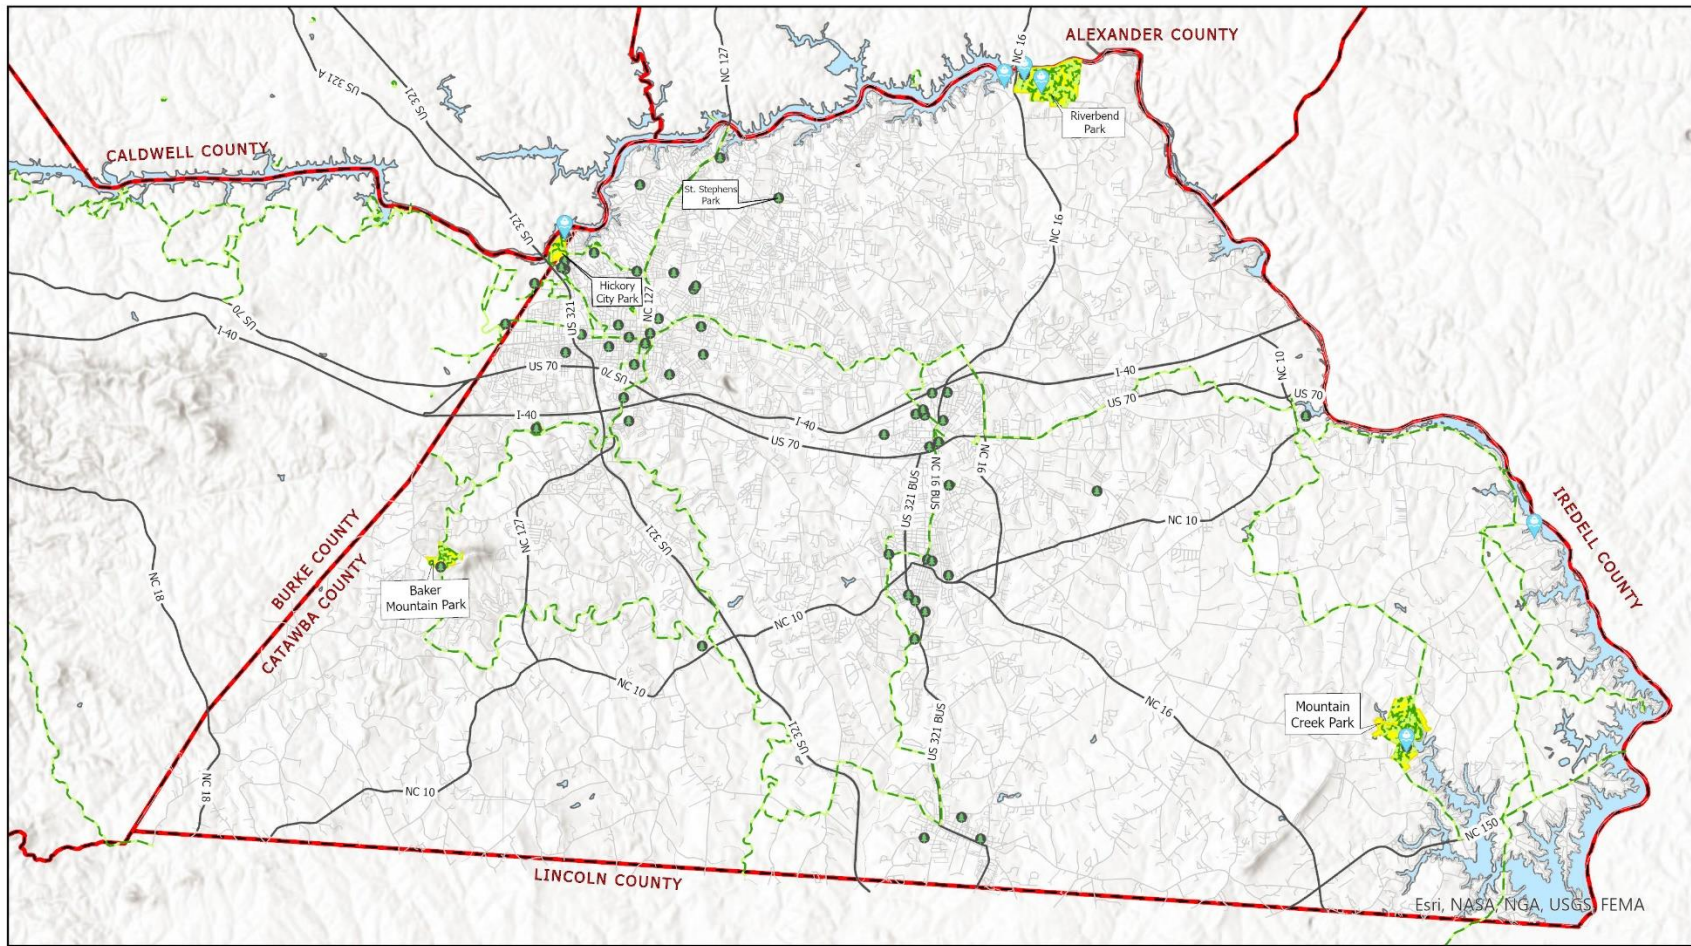 ALEXANDER COUNTY
NC 16
NC 127
US 321 A
US 321
Riverbend
Park
CALDWELL COUNTY
St. Stephens
Park
US 321
NC 16
Hickory
City Park
NC 127
US 321
US 70
I-40
US 70
US 70
I-40
NC 10
US 70
US 70
I-40
I-40
US 70
NC 16
NC 16 BUS
US 321 BUS
NC 10
IREDELL COUNTY
NC 127
US 321
BURKE COUNTY
CATAWBA COUNTY
NC 18
Baker
Mountain Park
NC 10
NC 10
NC 16
Mountain
Creek Park
US 321
US 321 BUS
NC 18
NC 10
NC 150
LINCOLN COUNTY
Esri, NASA, NGA, USGS, FEMA